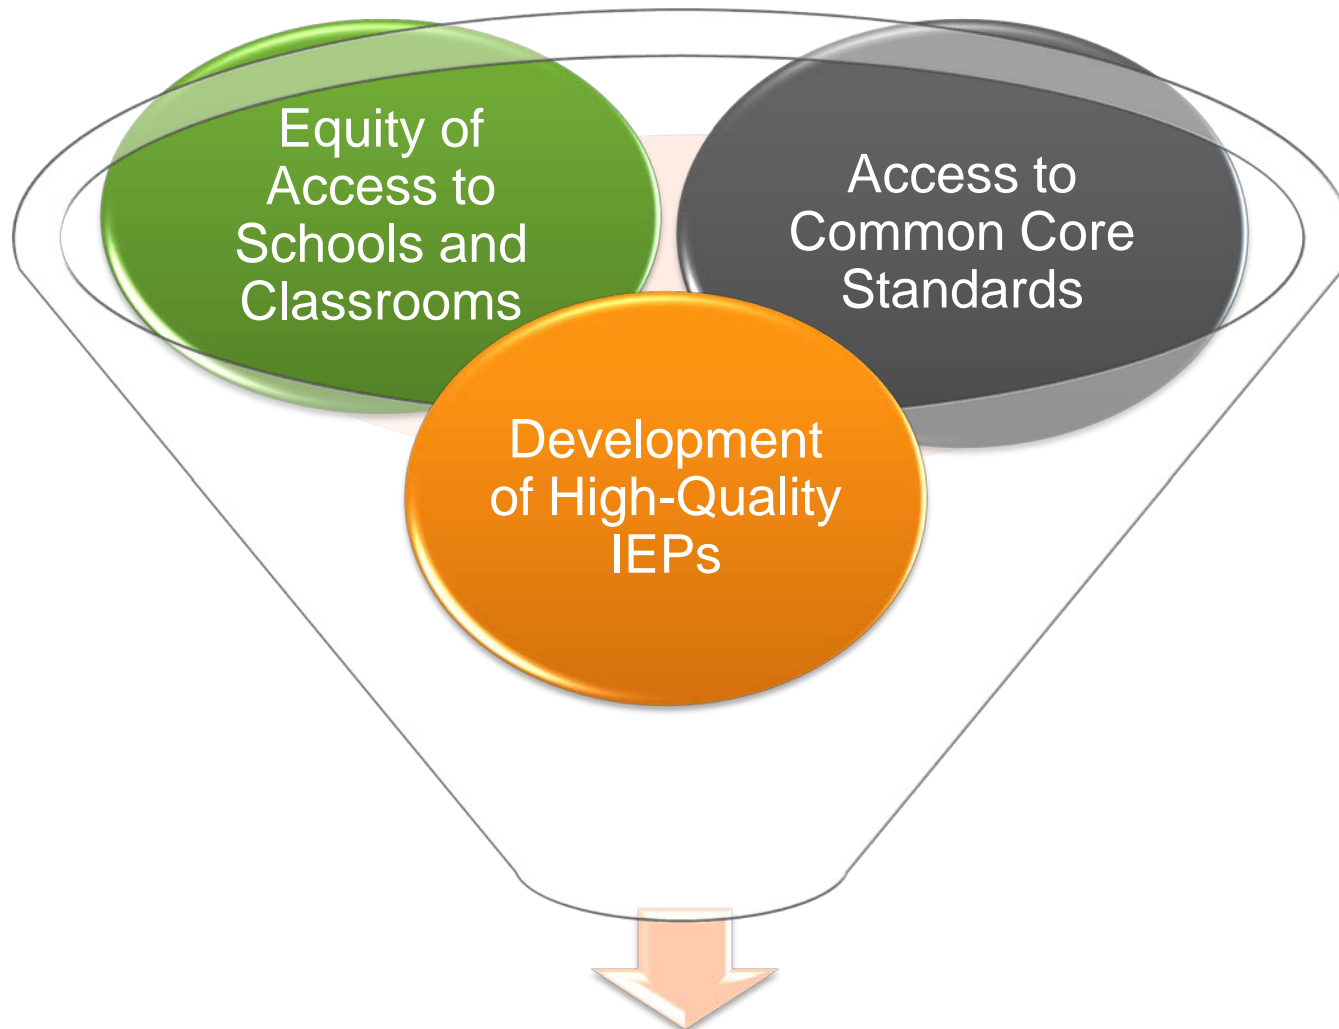 Equity of
Access to
Schools and
Classrooms
Access to
Common Core
Standards
Development
of High-Quality
IEPs